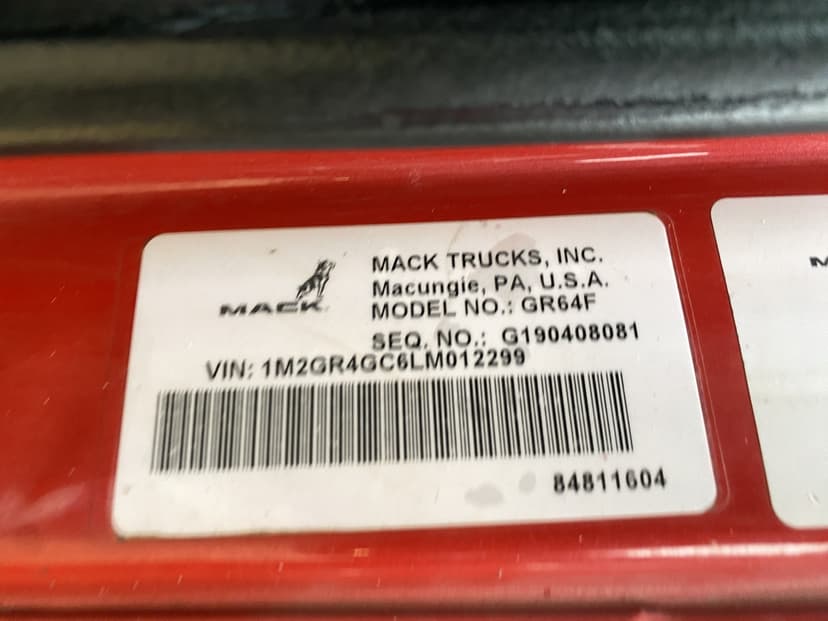 MACK TRUCKS, INC.
Macungie, PA, U.S.A.
MACK
MODEL NO.: GR64F
SEQ. NO.: G190408081
VIN: 1M2GR4GC6LM012299
84811604